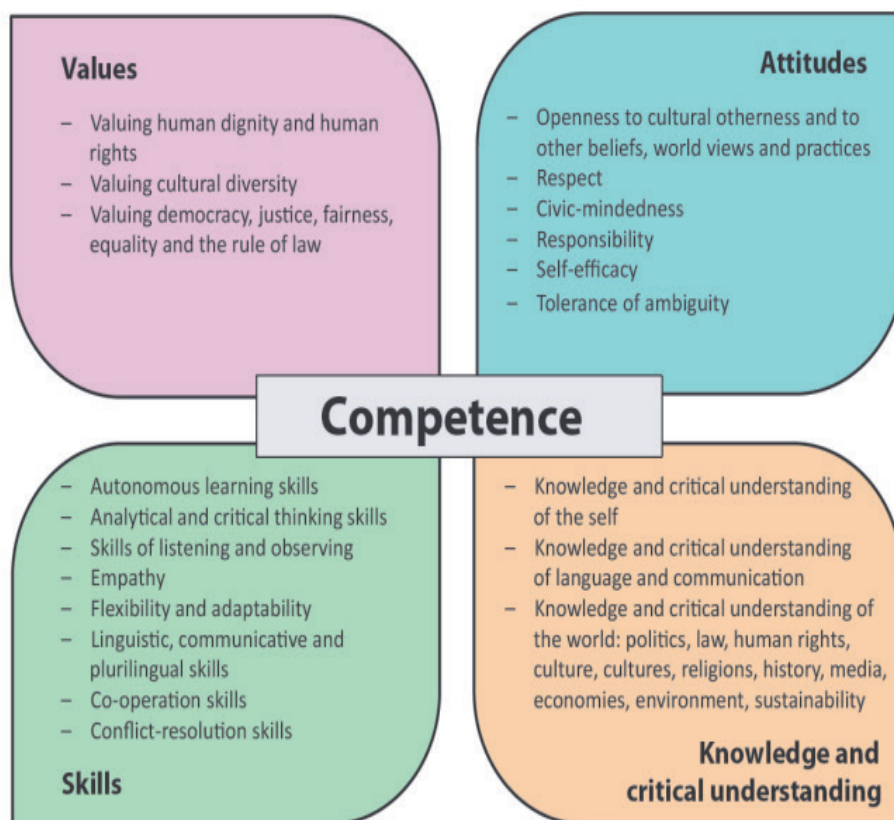 Values
– Valuing human dignity and human
rights
– Valuing cultural diversity
– Valuing democracy, justice, fairness,
equality and the rule of law
Attitudes
– Openness to cultural otherness and to
other beliefs, world views and practices
– Respect
– Civic-mindedness
– Responsibility
– Self-efficacy
– Tolerance of ambiguity
Competence
– Autonomous learning skills
– Analytical and critical thinking skills
– Skills of listening and observing
– Empathy
– Flexibility and adaptability
– Linguistic, communicative and
plurilingual skills
– Co-operation skills
– Conflict-resolution skills
Skills
– Knowledge and critical understanding
of the self
– Knowledge and critical understanding
of language and communication
– Knowledge and critical understanding of
the world: politics, law, human rights,
culture, cultures, religions, history, media,
economies, environment, sustainability
Knowledge and
critical understanding